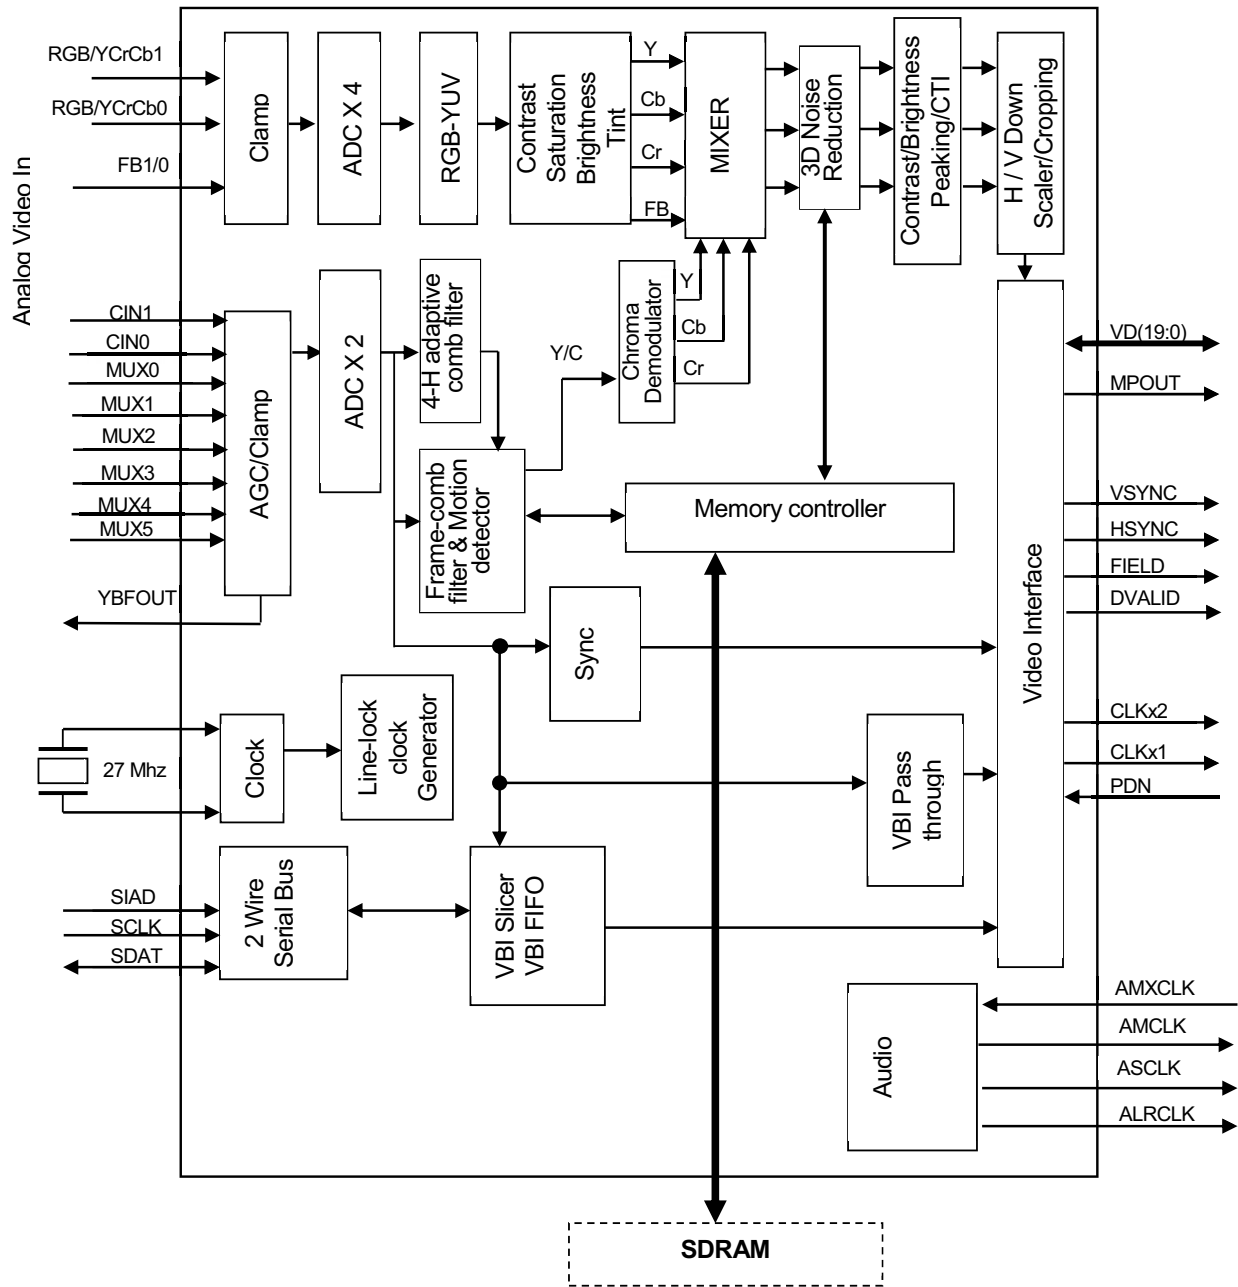 Analog Video In
RGB/YCrCb1
RGB/YCrCb0
FB1/0
Clamp
ADC X 4
RGB-YUV
Contrast
Saturation
Brightness
Tint
Y
Cb
Cr
FB
MIXER
3D Noise
Reduction
Contrast/Brightness
Peaking/CTI
H / V Down
Scaler/Cropping
CIN1
CIN0
MUX0
MUX1
MUX2
MUX3
MUX4
MUX5
YBFOUT
AGC/Clamp
ADC X 2
4-H adaptive
comb filter
Y/C
Chroma
Demodulator
Y
Cb
Cr
Frame-comb
filter & Motion
detector
Memory controller
Sync
Video Interface
VD(19:0)
MPOUT
VSYNC
HSYNC
FIELD
DVALID
CLKx2
CLKx1
PDN
27 Mhz
Clock
Line-lock
clock
Generator
VBI Pass
through
SIAD
SCLK
SDAT
2 Wire
Serial Bus
VBI Slicer
VBI FIFO
Audio
AMXCLK
AMCLK
ASCLK
ALRCLK
SDRAM